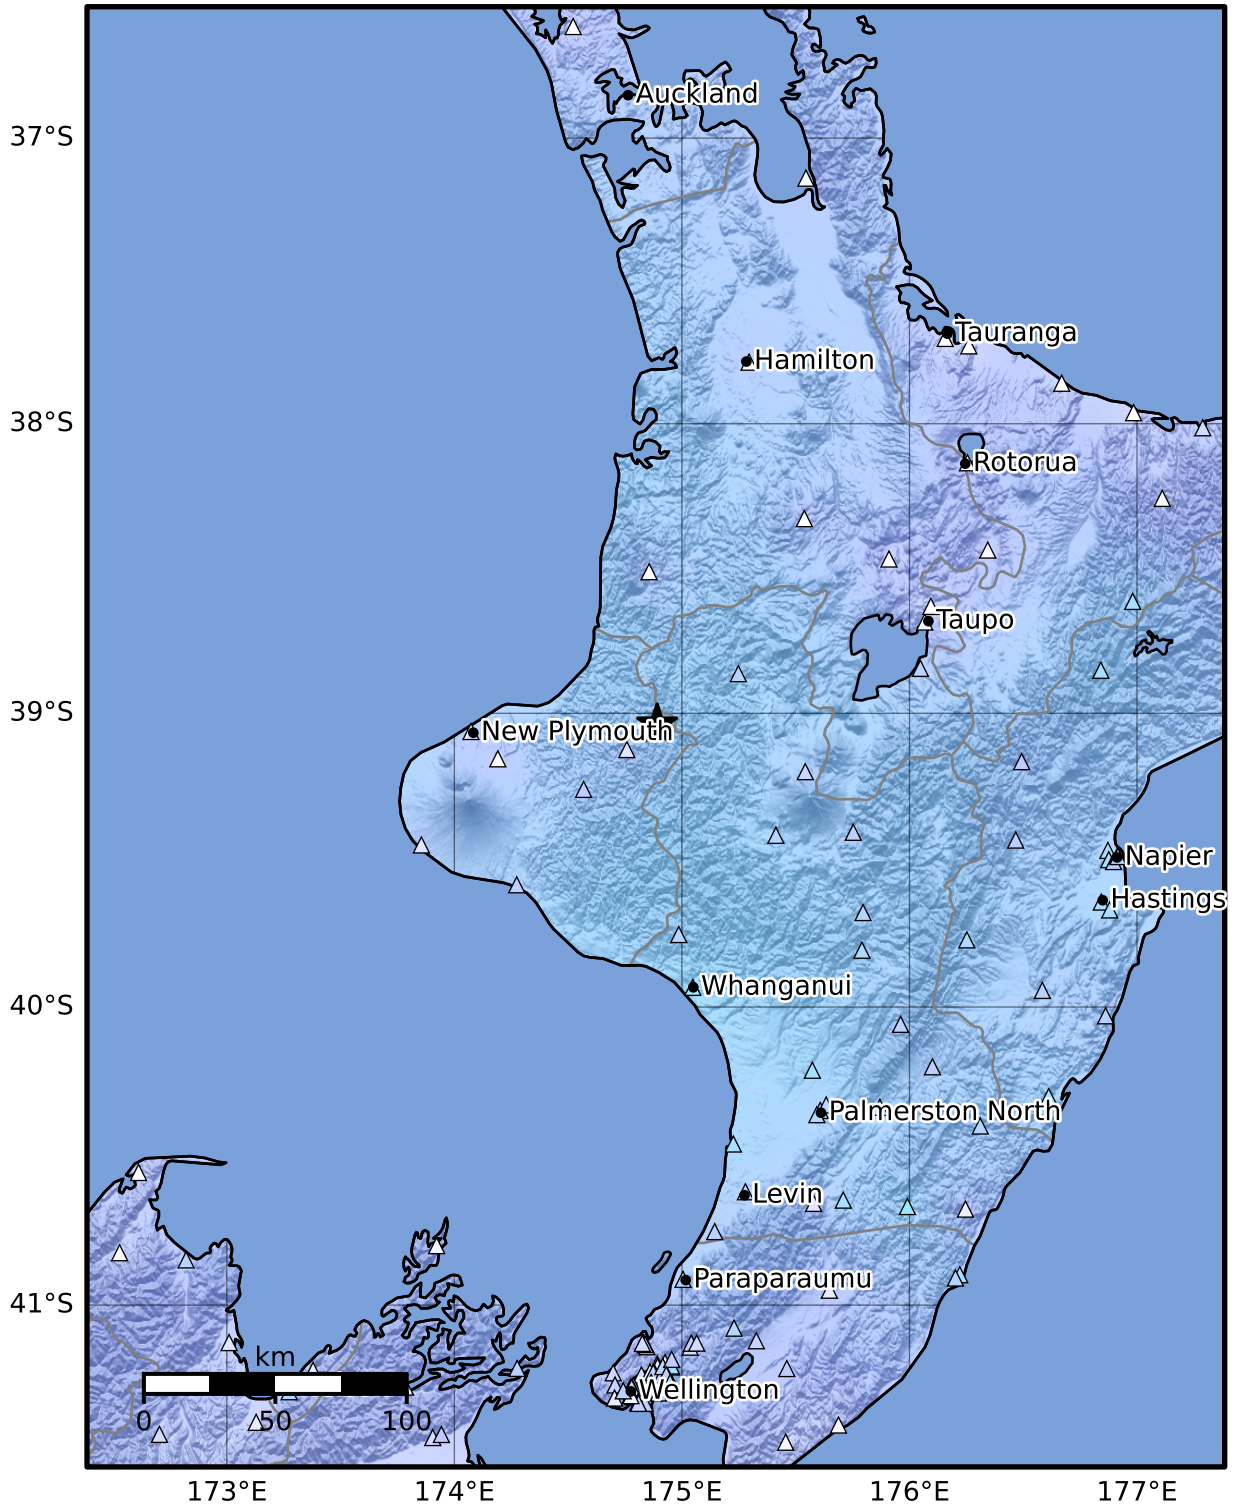 Auckland
37°S
Tauranga
Hamilton
38°S
Rotorua
Taupo
39°S
New Plymouth
Napier
Hastings
Whanganui
40°S
Palmerston North
Levin
Paraparaumu
41°S
km
Wellington
0
50
100
173°E
174°E
175°E
176°E
177°E